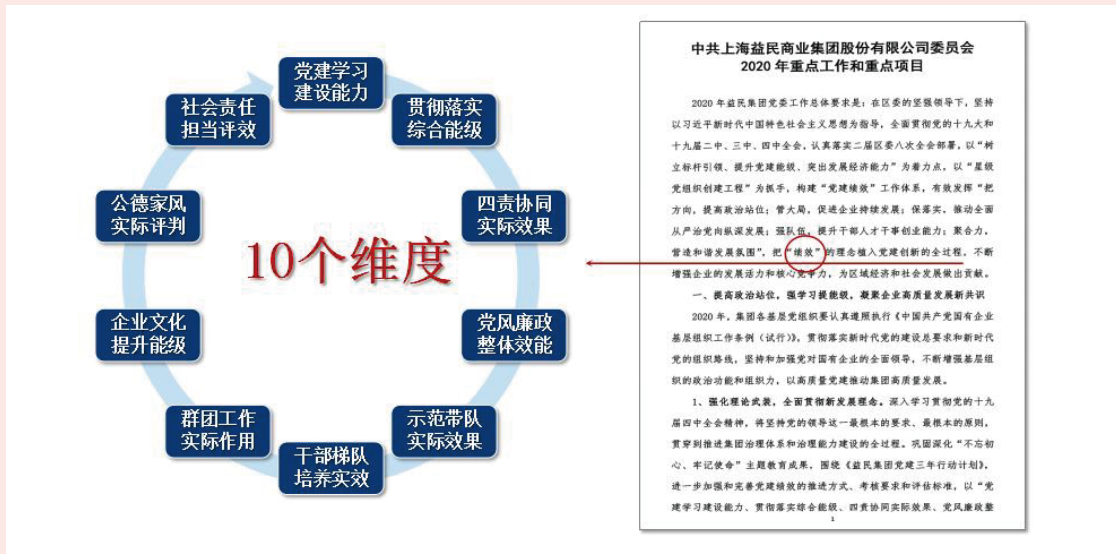 党建学习
建设能力
贯彻落实
综合能级
四责协同
实际效果
党风廉政
整体效能
示范带队
实际效果
干部梯队
培养实效
群团工作
实际作用
企业文化
提升能级
公德家风
实际评判
社会责任
担当评效
10个维度
中共上海益民商业集团股份有限公司委员会
2020 年重点工作和重点项目
2020 年益民集团党委工作总体要求是：在区委的坚强领导下，坚持
以习近平新时代中国特色社会主义思想为指导，全面贯彻党的十九大和
十九届二中、三中、四中全会，认真落实二届区委八次全会部署，以“树
立标杆引领、提升党建能级、突出发展经济能力”为着力点，以“星级
党组织创建工程”为抓手，构建“党建绩效”工作体系，有效发挥“把
方向，提高政治站位；管大局，促进企业持续发展；保落实，推动全面
从严治党向纵深发展；强队伍，提升干部人才干事创业能力；聚合力，
营造和谐发展氛围”，把“绩效”的理念植入党建创新的全过程，不断
增强企业的发展活力和核心竞争力，为区域经济和社会发展做出贡献。
一、提高政治站位，强学习提能级，凝聚企业高质量发展新共识
2020 年，集团各基层党组织要认真遵照执行《中国共产党国有企业
基层组织工作条例（试行）》，贯彻落实新时代党的建设总要求和新时代
党的组织路线，坚持和加强党对国有企业的全面领导，不断增强基层组
织的政治功能和组织力，以高质量党建推动集团高质量发展。
1、强化理论武装，全面贯彻新发展理念。深入学习贯彻党的十九
届四中全会精神，将坚持党的领导这一最根本的要求、最根本的原则，
贯穿到推进集团治理体系和治理能力建设的全过程。巩固深化“不忘初
心、牢记使命”主题教育成果，围绕《益民集团党建三年行动计划》，
进一步加强和完善党建绩效的推进方式、考核要求和评估标准，以“党
建学习建设能力、贯彻落实综合能级、四责协同实际效果、党风廉政整
1